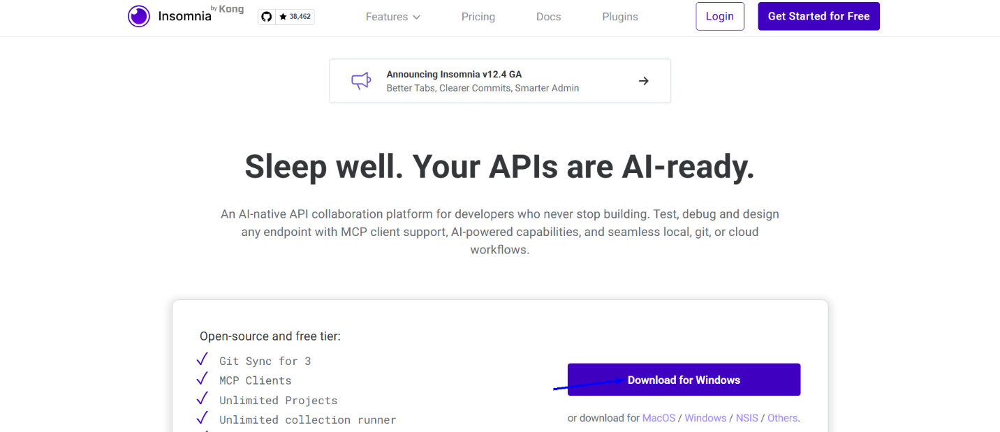 Insomnia by Kong
38,462
Features
Pricing
Docs
Plugins
Login
Get Started for Free
Announcing Insomnia v12.4 GA
Better Tabs, Clearer Commits, Smarter Admin
Sleep well. Your APIs are AI-ready.
An AI-native API collaboration platform for developers who never stop building. Test, debug and design
any endpoint with MCP client support, AI-powered capabilities, and seamless local, git, or cloud
workflows.
Open-source and free tier:
Git Sync for 3
MCP Clients
Unlimited Projects
Unlimited collection runner
Download for Windows
or download for MacOS / Windows / NSIS / Others.